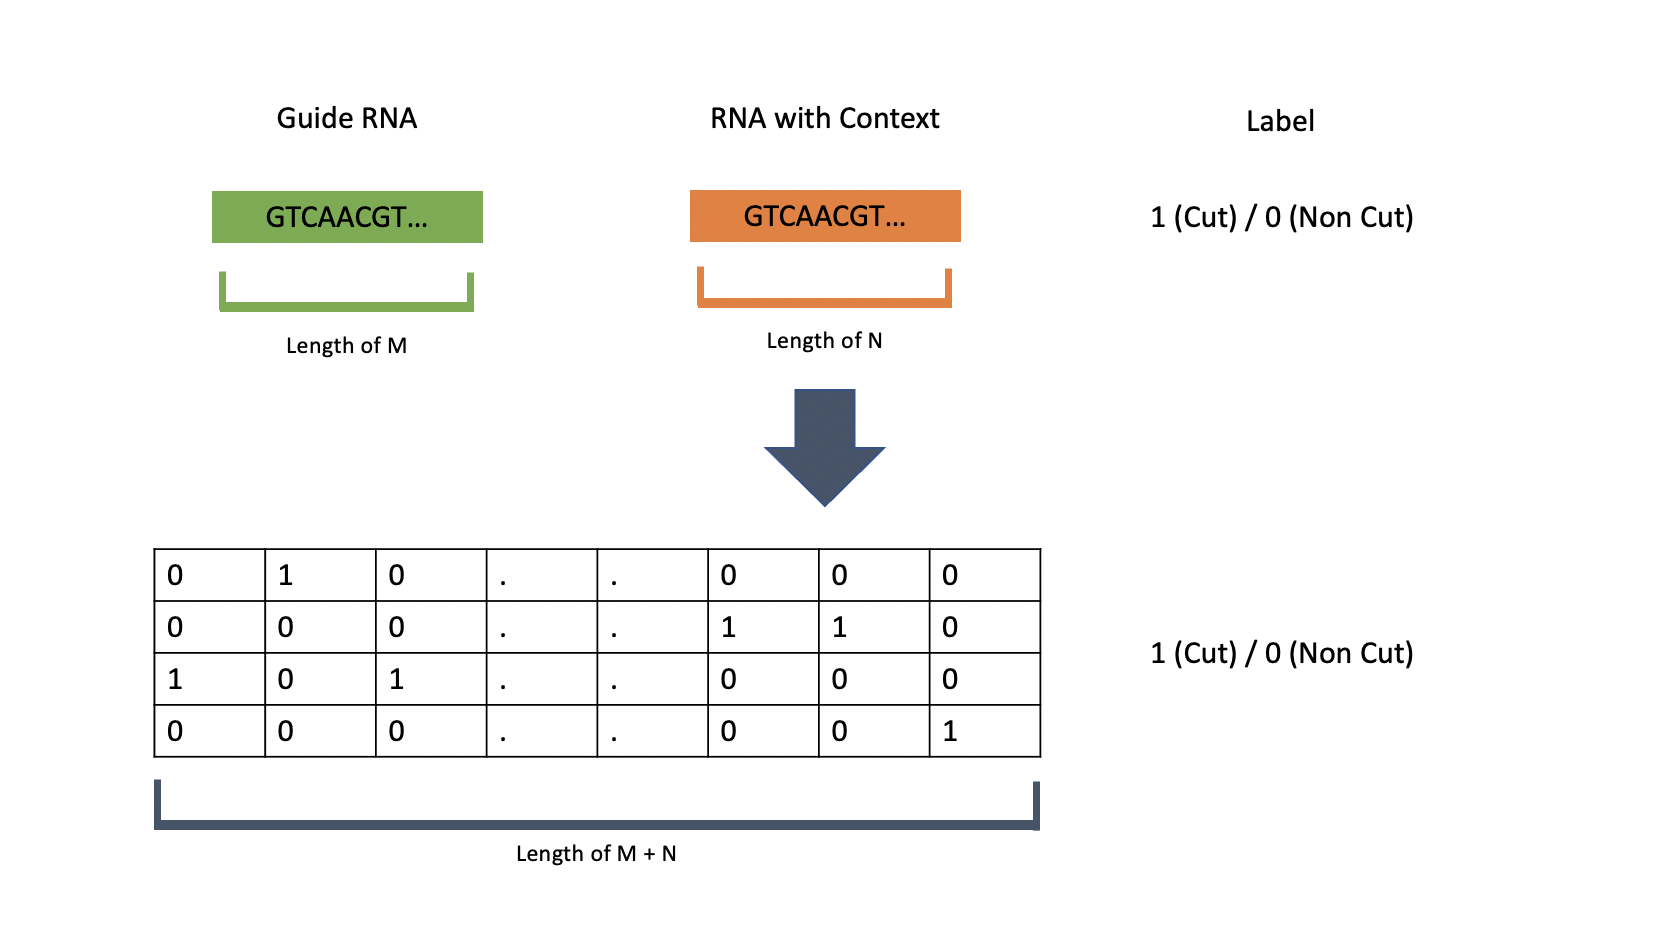 Guide RNA RNA with Context Label
GTCAACGT... GTCAACGT... 1 (Cut) / 0 (Non Cut)
Length of M Length of N
0 1 0 . . 0 0 0
0 0 0 . . 1 1 0
1 0 1 . . 0 0 0
0 0 0 . . 0 0 1
1 (Cut) / 0 (Non Cut)
Length of M + N